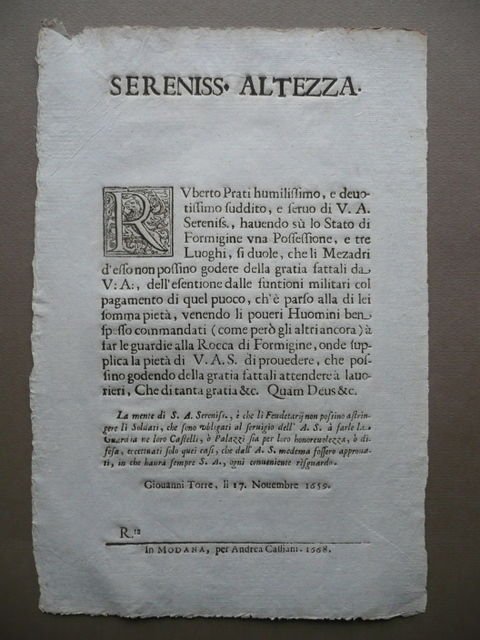 SERENISS. ALTEZZA.
RVberto Prati humilissimo, e deuo-
tissimo suddito, e seruo di V. A.
Sereniss., hauendo sù lo Stato di
Formigine vna Possessione, e tre
Luoghi, si duole, che li Mezadri
d'esso non possino godere della gratia fattali da
V: A:, dell'esentione dalle funtioni militari col
pagamento di quel puoco, ch'è parso alla di lei
somma pietà, venendo li poueri Huomini ben
spesso commandati (come però gli altri ancora) à
far le guardie alla Rocca di Formigine, onde sup-
plica la pietà di V. A. S. di prouedere, che pos-
sino godendo della gratia fattali attendere à lauo-
rieri, Che di tanta gratia &c. Quam Deus &c.
La mente di S. A. Sereniss., è che li Feudetarij non possino astrin-
gere li Soldati, che sono obligati al seruigio dell' A. S. à farle la
Guardia ne loro Castelli, ò Palazzi sia per loro honoreuolezza, ò di-
fesa, eccettuati solo quei casi, che dall' A. S. medema fossero approua-
ti, in che haurà sempre S. A., ogni conueniente risguardo.
Giouanni Torre, li 17. Nouembre 1659.
R.ta
In MODANA, per Andrea Cassiani. 1668.